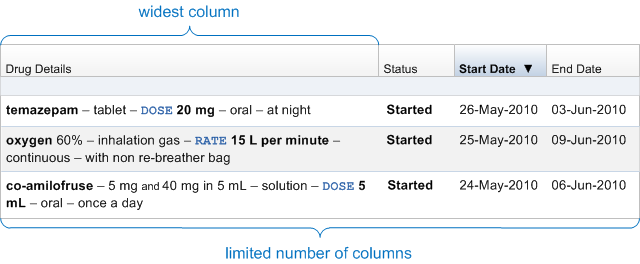 widest column
Drug Details Status Start Date ▼ End Date
temazepam – tablet – DOSE 20 mg – oral – at night Started 26-May-2010 03-Jun-2010
oxygen 60% – inhalation gas – RATE 15 L per minute – Started 25-May-2010 09-Jun-2010
continuous – with non re-breather bag
co-amilofruse – 5 mg and 40 mg in 5 mL – solution – DOSE 5 Started 24-May-2010 06-Jun-2010
mL – oral – once a day
limited number of columns